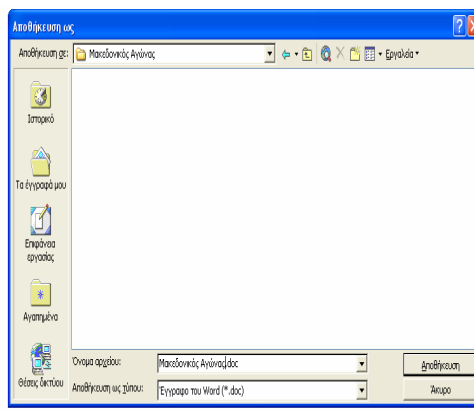 Αποθήκευση ως
Αποθήκευση σε: Μακεδονικός Αγώνας Εργαλεία
Ιστορικό
Τα έγγραφά μου
Επιφάνεια
εργασίας
Αγαπημένα
Θέσεις δικτύου
Όνομα αρχείου: Μακεδονικός Αγώνας.doc Αποθήκευση
Αποθήκευση ως τύπου: Έγγραφο του Word (*.doc) Άκυρο